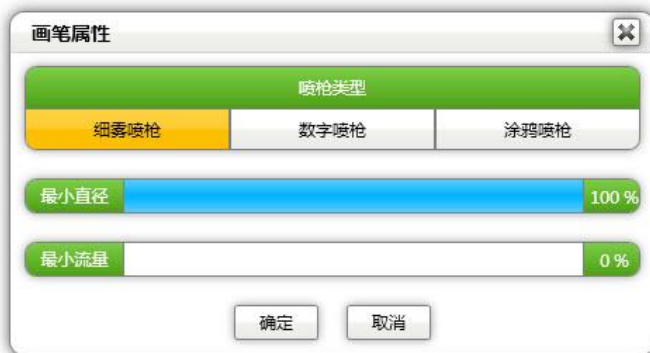 画笔属性
喷枪类型
细雾喷枪 数字喷枪 涂鸦喷枪
最小直径 100 %
最小流量 0 %
确定 取消